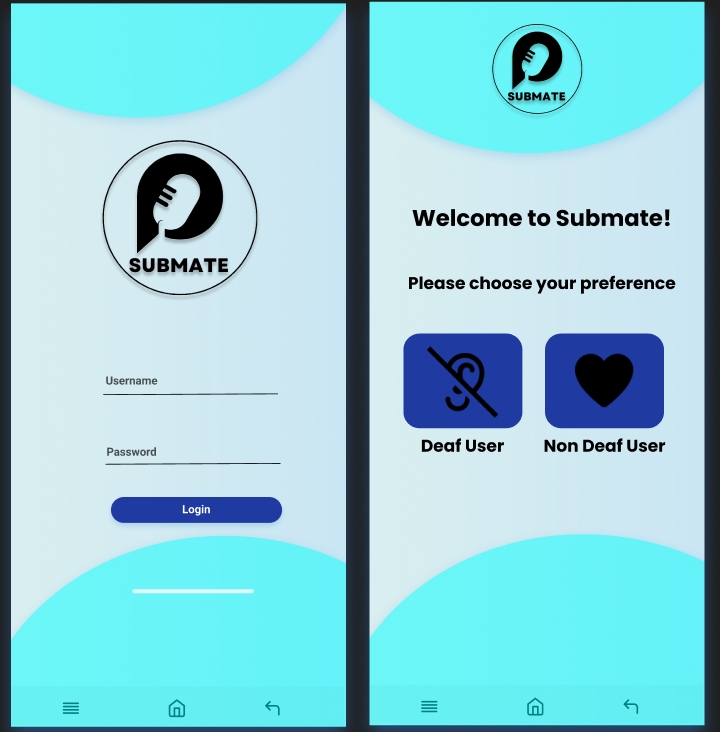 SUBMATE
Username
Password
Login
SUBMATE
Welcome to Submate!
Please choose your preference
Deaf User
Non Deaf User